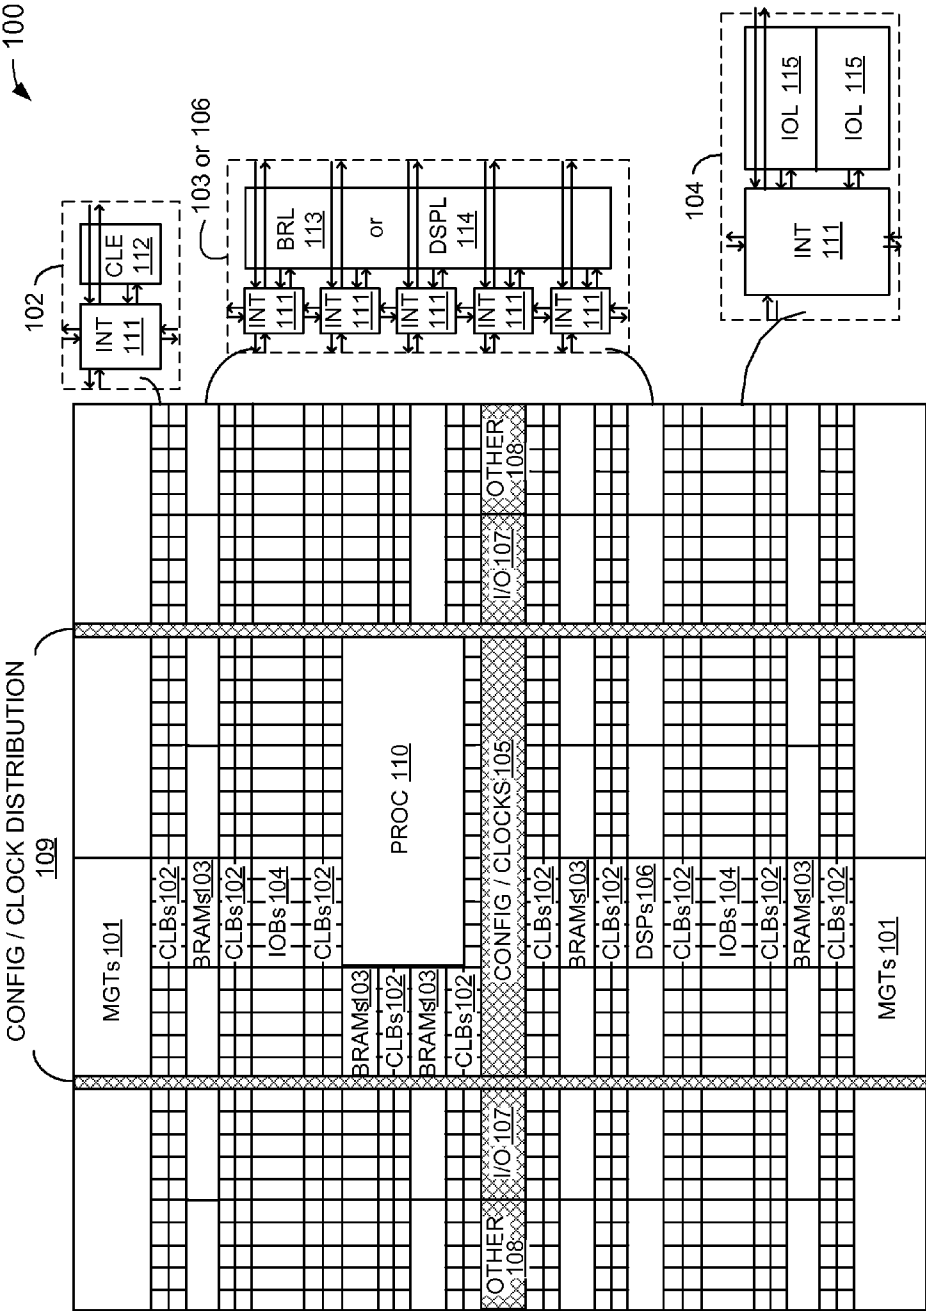 100
102
INT
111
CLE
112
103 or 106
INT
111
INT
111
INT
111
INT
111
INT
111
BRL
113
or
DSPL
114
104
INT
111
IOL 115
IOL 115
CONFIG / CLOCK DISTRIBUTION
109
MGTs 101
CLBs 102
BRAMs 103
CLBs 102
IOBs 104
CLBs 102
PROC 110
BRAMs 103
CLBs 102
BRAMs 103
CLBs 102
OTHER
108
I/O 107
CONFIG / CLOCKS 105
I/O 107
OTHER
108
CLBs 102
BRAMs 103
CLBs 102
DSPs 106
CLBs 102
IOBs 104
CLBs 102
BRAMs 103
CLBs 102
MGTs 101